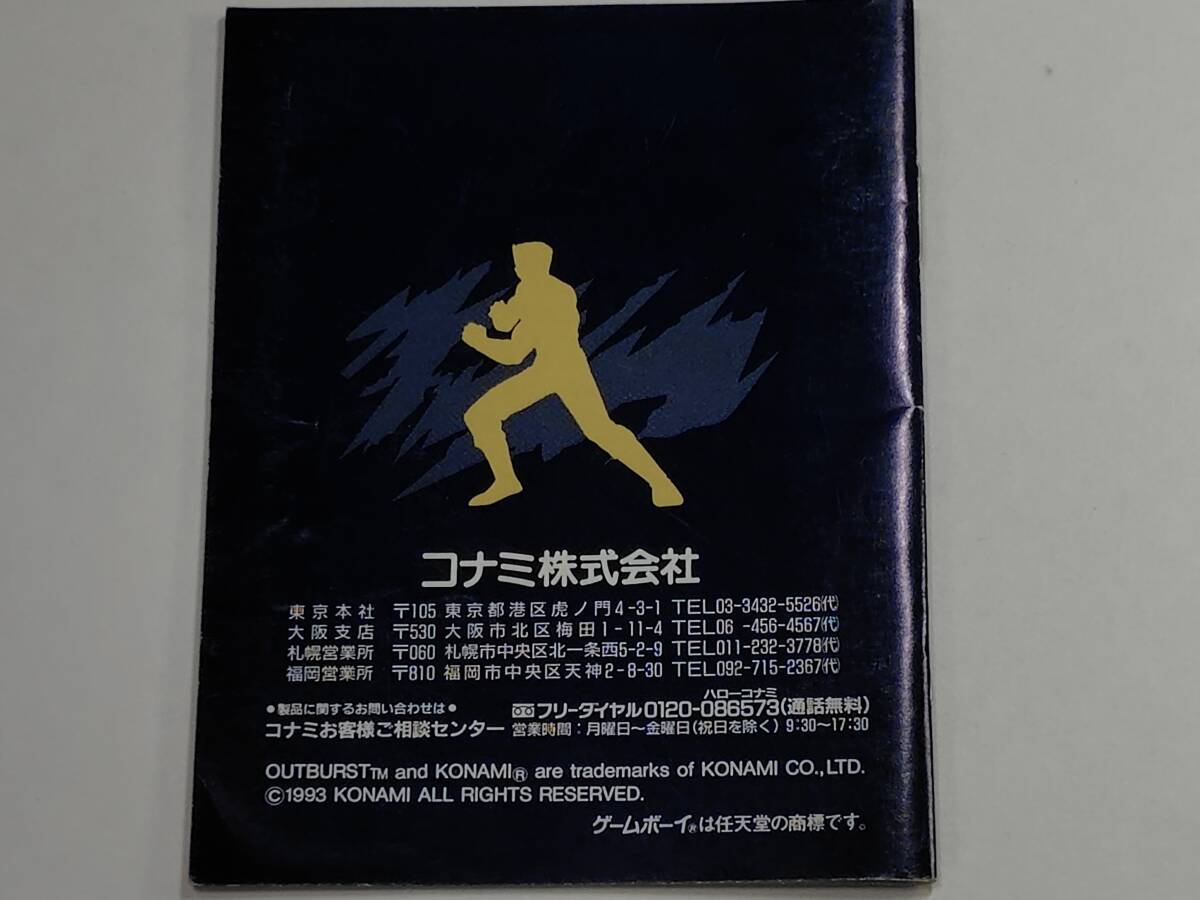 コナミ株式会社
東京本社 〒105 東京都港区虎ノ門4-3-1 TEL03-3432-5526㈹
大阪支店 〒530 大阪市北区梅田1-11-4 TEL06-456-4567㈹
札幌営業所 〒060 札幌市中央区北一条西5-2-9 TEL011-232-3778㈹
福岡営業所 〒810 福岡市中央区天神2-8-30 TEL092-715-2367㈹
●製品に関するお問い合わせは●
コナミお客様ご相談センター
ハローコナミ
フリーダイヤル0120-086573(通話無料)
営業時間:月曜日~金曜日(祝日を除く)9:30~17:30
OUTBURST™ and KONAMI® are trademarks of KONAMI CO.,LTD.
©1993 KONAMI ALL RIGHTS RESERVED.
ゲームボーイ®は任天堂の商標です。